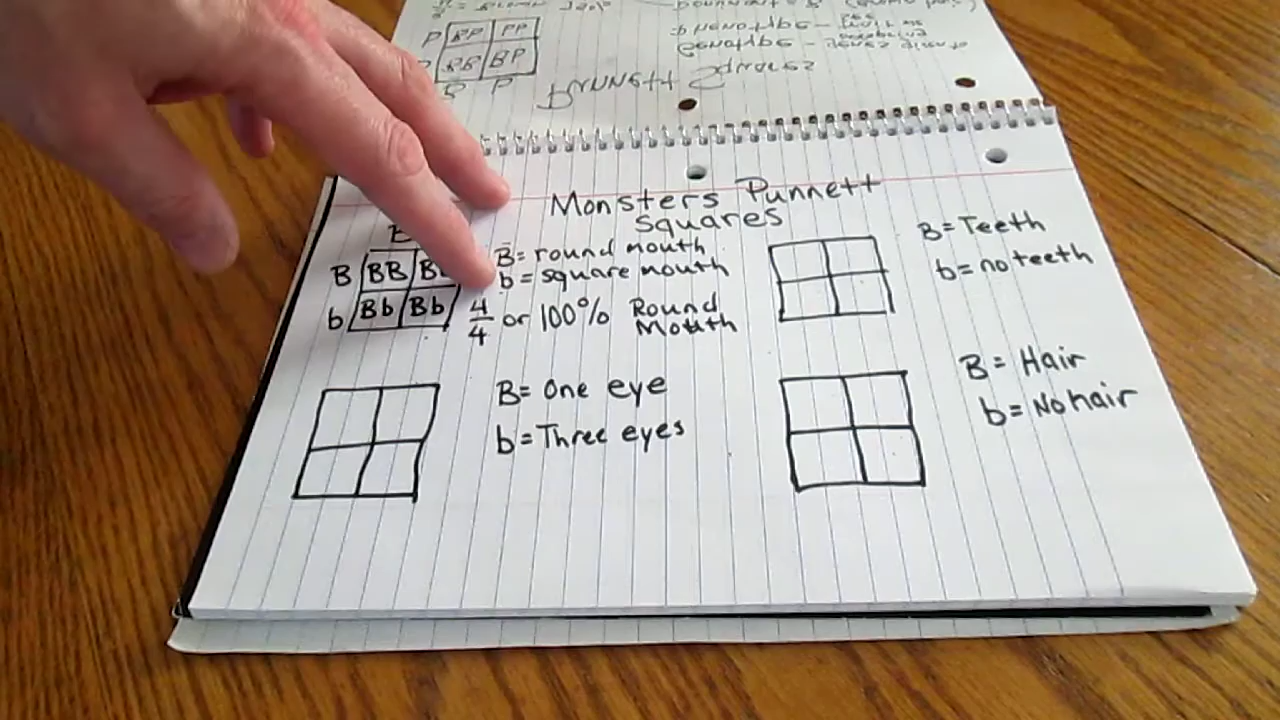 Monsters Punnett
Squares
B
B BB B
b Bb Bb
B= round mouth
b= square mouth
4/4 or 100% Round
Mouth
B= Teeth
b= no teeth
B= One eye
b= Three eyes
B= Hair
b= No hair
Punnett Squares